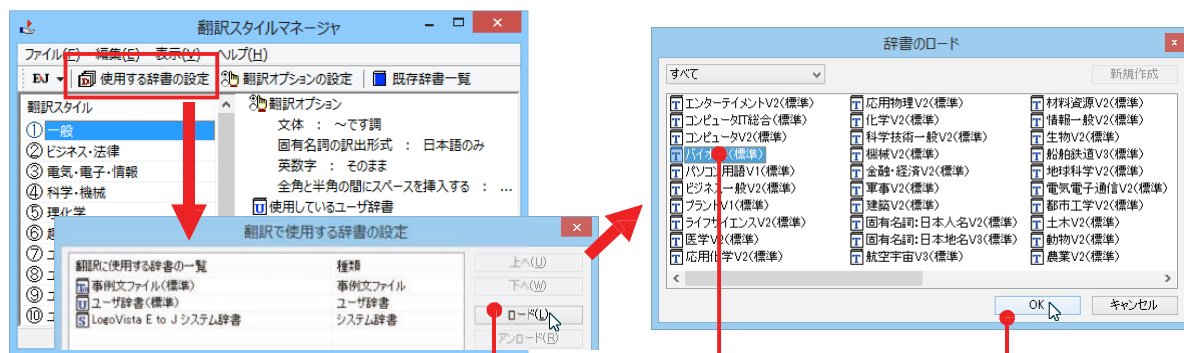 翻訳スタイルマネージャ
ファイル(F) 編集(E) 表示(V) ヘルプ(H)
EJ 使用する辞書の設定 翻訳オプションの設定 既存辞書一覧
翻訳スタイル
① 一般
② ビジネス・法律
③ 電気・電子・情報
④ 科学・機械
⑤ 理化学
⑥
⑦
⑧
⑨
⑩
翻訳オプション
文体 : ～です調
固有名詞の訳出形式 : 日本語のみ
英数字 : そのまま
全角と半角の間にスペースを挿入する : ...
使用しているユーザ辞書
翻訳で使用する辞書の設定
翻訳に使用する辞書の一覧 種類
事例文ファイル(標準) 事例文ファイル
ユーザ辞書(標準) ユーザ辞書
LogoVista E to J システム辞書 システム辞書
上へ(U)
下へ(W)
ロード(L)
アンロード(R)
辞書のロード
すべて
新規作成
エンターテイメントV2(標準) 応用物理V2(標準) 材料資源V2(標準)
コンピュータIT総合(標準) 化学V2(標準) 情報一般V2(標準)
コンピュータV2(標準) 科学技術一般V2(標準) 生物V2(標準)
(標準) 機械V2(標準) 船舶鉄道V3(標準)
パソコン用語V1(標準) 金融・経済V2(標準) 地球科学V2(標準)
ビジネス一般V2(標準) 軍事V2(標準) 電気電子通信V2(標準)
プラントV1(標準) 建築V2(標準) 都市工学V2(標準)
ライフサイエンスV2(標準) 固有名詞:日本人名V2(標準) 土木V2(標準)
医学V2(標準) 固有名詞:日本地名V3(標準) 動物V2(標準)
応用化学V2(標準) 航空宇宙V3(標準) 農業V2(標準)
OK キャンセル